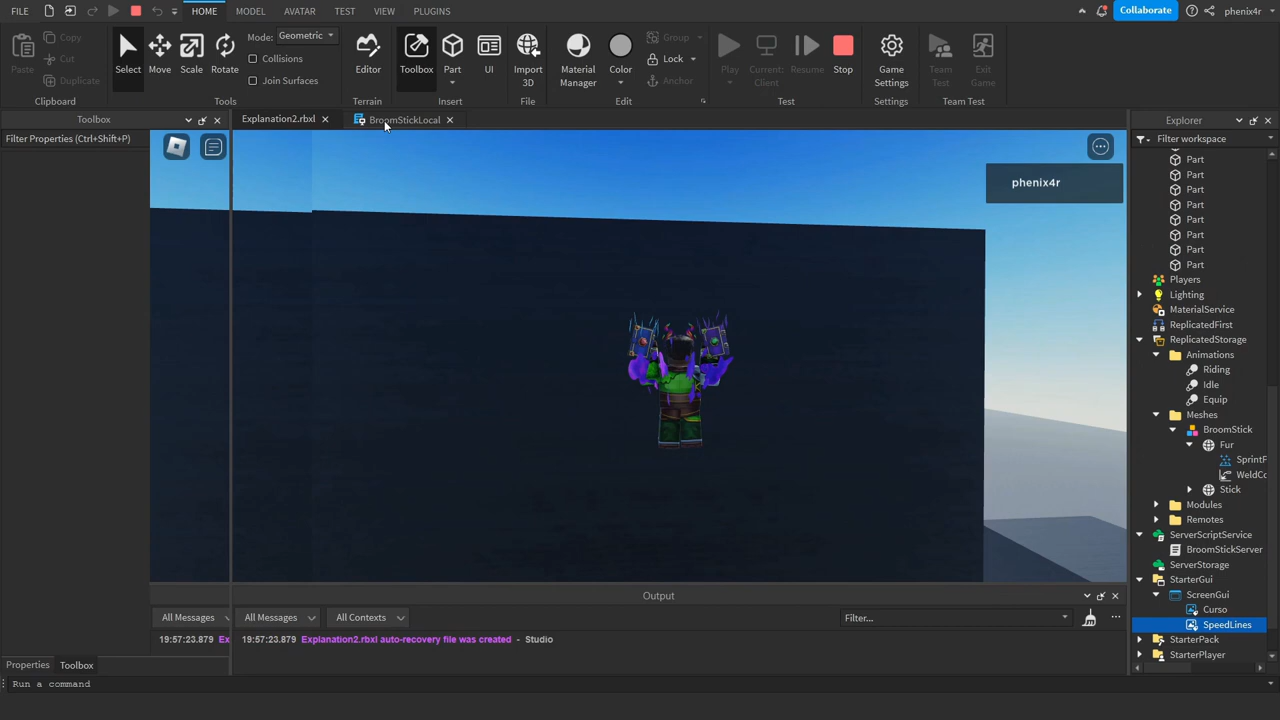 FILE
HOME
MODEL
AVATAR
TEST
VIEW
PLUGINS
Collaborate
phenix4r
Paste
Copy
Cut
Duplicate
Clipboard
Select
Move
Scale
Rotate
Mode:
Geometric
Collisions
Join Surfaces
Tools
Editor
Terrain
Toolbox
Part
UI
Insert
Import
3D
File
Material
Manager
Color
Group
Lock
Anchor
Edit
Play
Current:
Client
Resume
Stop
Test
Game
Settings
Settings
Team
Test
Exit
Game
Team Test
Toolbox
Filter Properties (Ctrl+Shift+P)
Explanation2.rbxl
BroomStickLocal
phenix4r
Explorer
Filter workspace
Part
Part
Part
Part
Part
Part
Part
Part
Players
Lighting
MaterialService
ReplicatedFirst
ReplicatedStorage
Animations
Riding
Idle
Equip
Meshes
BroomStick
Fur
SprintF
WeldCo
Stick
Modules
Remotes
ServerScriptService
BroomStickServer
ServerStorage
StarterGui
ScreenGui
Curso
SpeedLines
StarterPack
StarterPlayer
Output
All Messages
All Messages
All Contexts
Filter...
19:57:23.879 Ex
19:57:23.879 Explanation2.rbxl auto-recovery file was created - Studio
Properties
Toolbox
Run a command